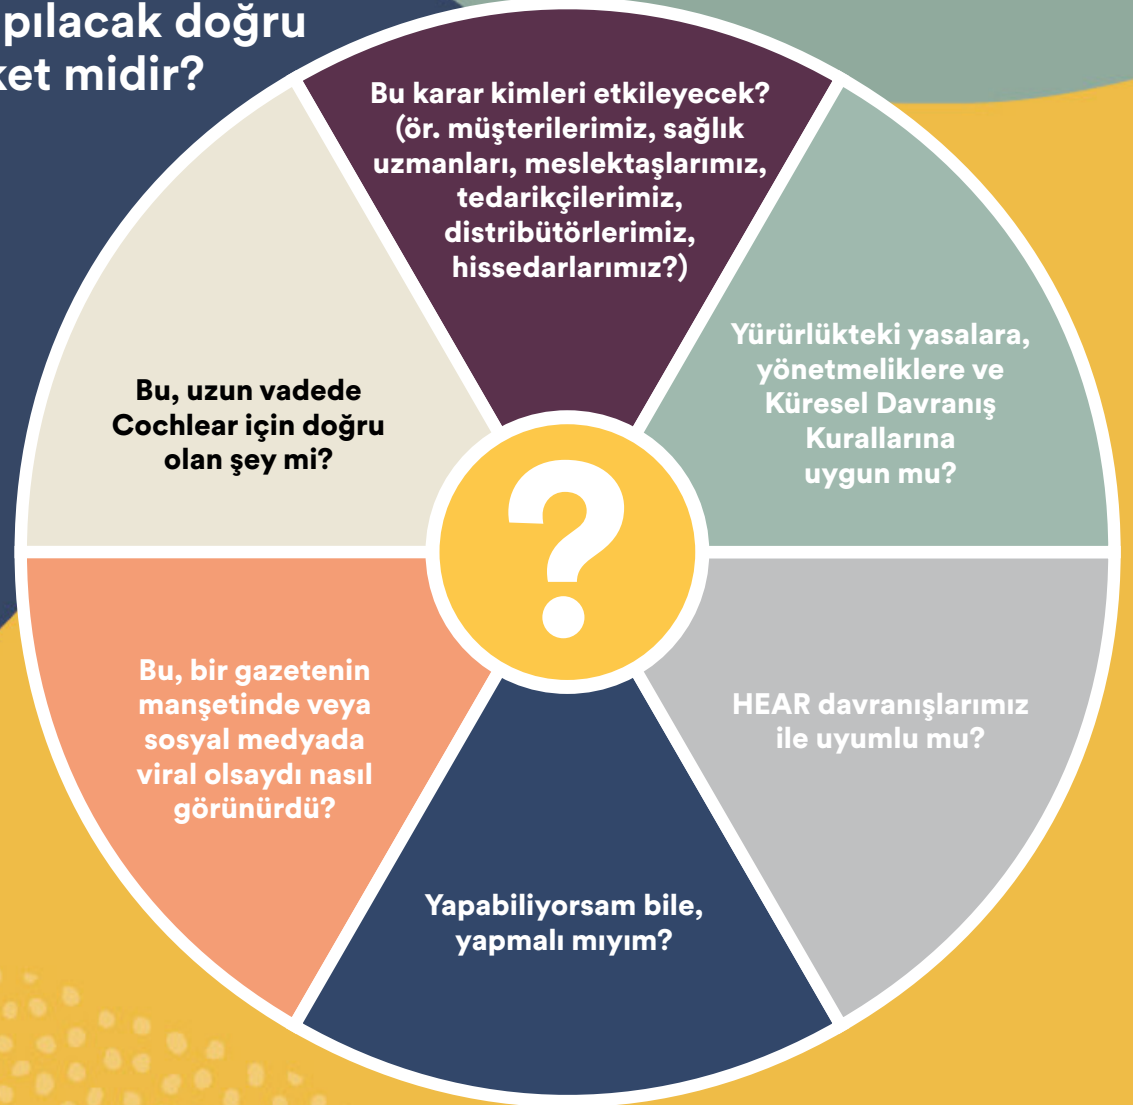 pılacak doğru
ket midir?
Bu karar kimleri etkileyecek?
(ör. müşterilerimiz, sağlık
uzmanları, meslektaşlarımız,
tedarikçilerimiz,
distribütörlerimiz,
hissedarlarımız?)
Yürürlükteki yasalara,
yönetmeliklere ve
Küresel Davranış
Kurallarına
uygun mu?
HEAR davranışlarımız
ile uyumlu mu?
Yapabiliyorsam bile,
yapmalı mıyım?
Bu, bir gazetenin
manşetinde veya
sosyal medyada
viral olsaydı nasıl
görünürdü?
Bu, uzun vadede
Cochlear için doğru
olan şey mi?
?